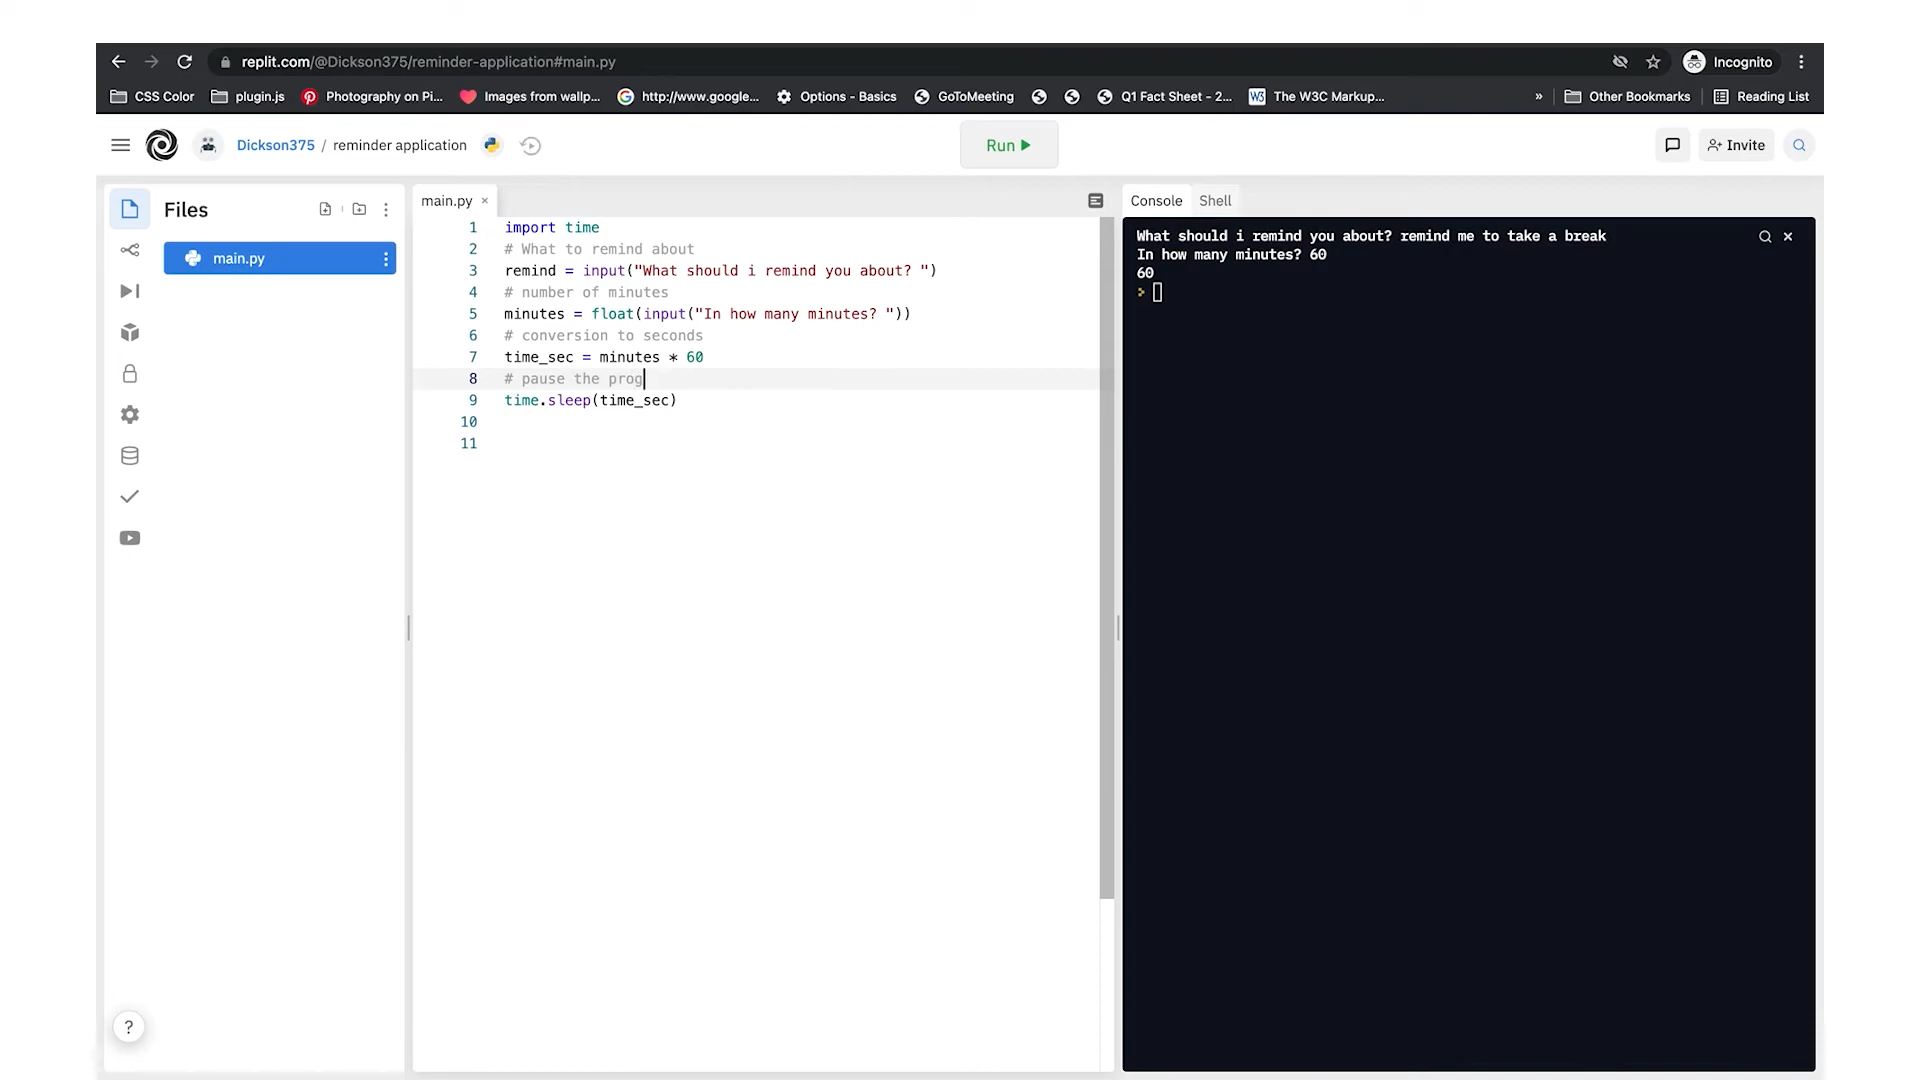 replit.com/@Dickson375/reminder-application#main.py
Incognito
CSS Color
plugin.js
Photography on Pi...
Images from wallp...
http://www.google...
Options - Basics
GoToMeeting
Q1 Fact Sheet - 2...
W3
The W3C Markup...
»
Other Bookmarks
Reading List
Dickson375 / reminder application
Run
Invite
Files
main.py
main.py ×
1 import time
2 # What to remind about
3 remind = input("What should i remind you about? ")
4 # number of minutes
5 minutes = float(input("In how many minutes? "))
6 # conversion to seconds
7 time_sec = minutes * 60
8 # pause the prog
9 time.sleep(time_sec)
10
11
Console
Shell
What should i remind you about? remind me to take a break
In how many minutes? 60
60
>
?